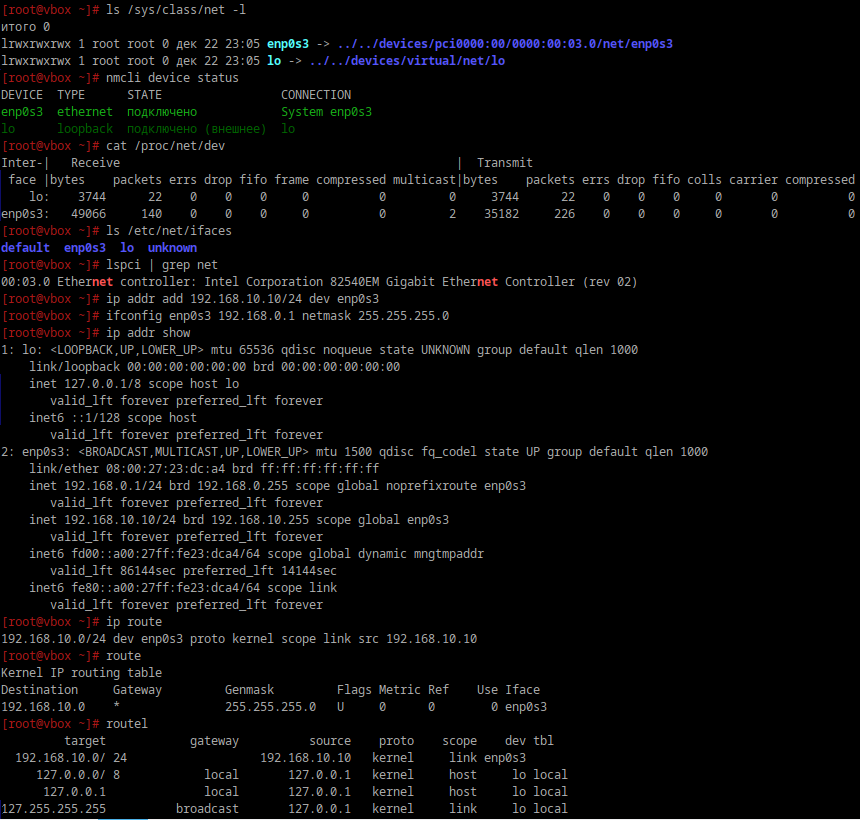 [root@vbox ~]# ls /sys/class/net -l
итого 0
lrwxrwxrwx 1 root root 0 дек 22 23:05 enp0s3 -> ../../devices/pci0000:00/0000:00:03.0/net/enp0s3
lrwxrwxrwx 1 root root 0 дек 22 23:05 lo -> ../../devices/virtual/net/lo
[root@vbox ~]# nmcli device status
DEVICE  TYPE      STATE                 CONNECTION
enp0s3  ethernet  подключено            System enp0s3
lo      loopback  подключено (внешнее)  lo
[root@vbox ~]# cat /proc/net/dev
Inter-|   Receive                                                |  Transmit
 face |bytes    packets errs drop fifo frame compressed multicast|bytes    packets errs drop fifo colls carrier compressed
    lo:    3744      22    0    0    0     0          0         0     3744      22    0    0    0     0       0          0
enp0s3:   49066     140    0    0    0     0          0         2    35182     226    0    0    0     0       0          0
[root@vbox ~]# ls /etc/net/ifaces
default  enp0s3  lo  unknown
[root@vbox ~]# lspci | grep net
00:03.0 Ethernet controller: Intel Corporation 82540EM Gigabit Ethernet Controller (rev 02)
[root@vbox ~]# ip addr add 192.168.10.10/24 dev enp0s3
[root@vbox ~]# ifconfig enp0s3 192.168.0.1 netmask 255.255.255.0
[root@vbox ~]# ip addr show
1: lo: <LOOPBACK,UP,LOWER_UP> mtu 65536 qdisc noqueue state UNKNOWN group default qlen 1000
    link/loopback 00:00:00:00:00:00 brd 00:00:00:00:00:00
    inet 127.0.0.1/8 scope host lo
       valid_lft forever preferred_lft forever
    inet6 ::1/128 scope host
       valid_lft forever preferred_lft forever
2: enp0s3: <BROADCAST,MULTICAST,UP,LOWER_UP> mtu 1500 qdisc fq_codel state UP group default qlen 1000
    link/ether 08:00:27:23:dc:a4 brd ff:ff:ff:ff:ff:ff
    inet 192.168.0.1/24 brd 192.168.0.255 scope global noprefixroute enp0s3
       valid_lft forever preferred_lft forever
    inet 192.168.10.10/24 brd 192.168.10.255 scope global enp0s3
       valid_lft forever preferred_lft forever
    inet6 fd00::a00:27ff:fe23:dca4/64 scope global dynamic mngtmpaddr
       valid_lft 86144sec preferred_lft 14144sec
    inet6 fe80::a00:27ff:fe23:dca4/64 scope link
       valid_lft forever preferred_lft forever
[root@vbox ~]# ip route
192.168.10.0/24 dev enp0s3 proto kernel scope link src 192.168.10.10
[root@vbox ~]# route
Kernel IP routing table
Destination     Gateway         Genmask         Flags Metric Ref    Use Iface
192.168.10.0    *               255.255.255.0   U     0      0        0 enp0s3
[root@vbox ~]# routel
         target            gateway          source    proto    scope    dev tbl
  192.168.10.0/ 24                   192.168.10.10   kernel     link enp0s3
     127.0.0.0/ 8            local       127.0.0.1   kernel     host     lo local
      127.0.0.1              local       127.0.0.1   kernel     host     lo local
127.255.255.255          broadcast       127.0.0.1   kernel     link     lo local